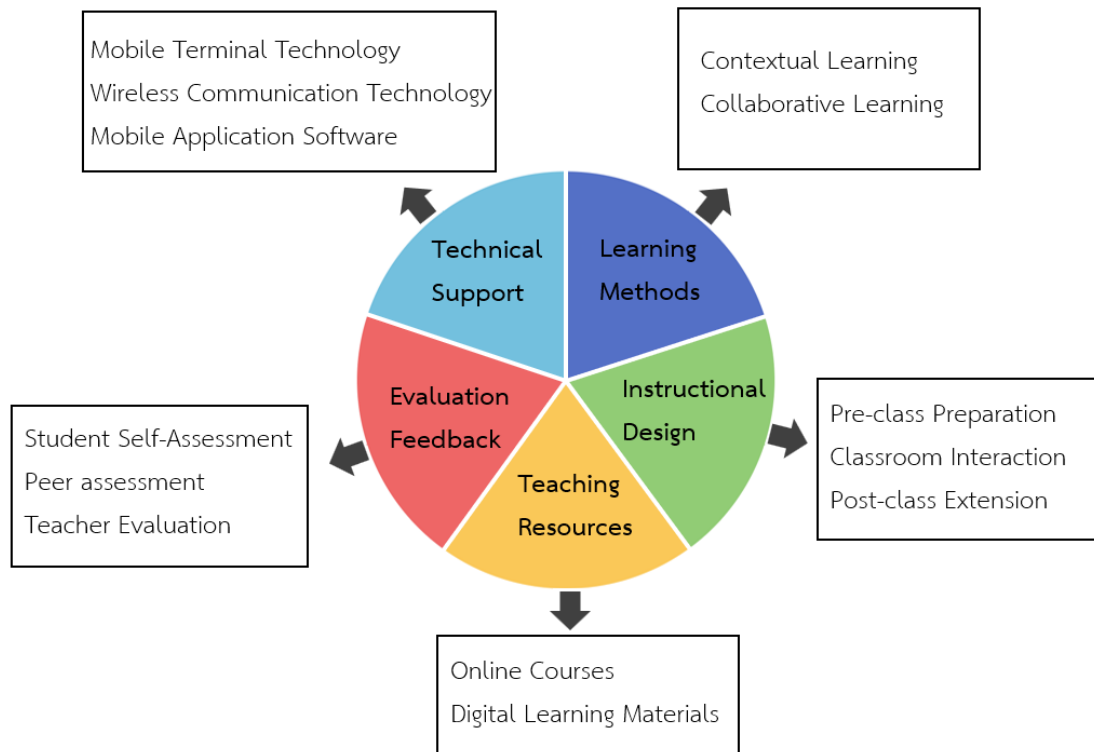 Mobile Terminal Technology
Wireless Communication Technology
Mobile Application Software
Contextual Learning
Collaborative Learning
Technical
Support
Learning
Methods
Evaluation
Feedback
Instructional
Design
Teaching
Resources
Student Self-Assessment
Peer assessment
Teacher Evaluation
Pre-class Preparation
Classroom Interaction
Post-class Extension
Online Courses
Digital Learning Materials